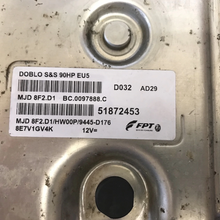 DOBLO S&S 90HP EU5
D032 AD29
MJD 8F2.D1 BC.0097888.C
51872453
MJD 8F2.D1/HW00P/9445-D176
8E7V1GV4K 12V=
FPT